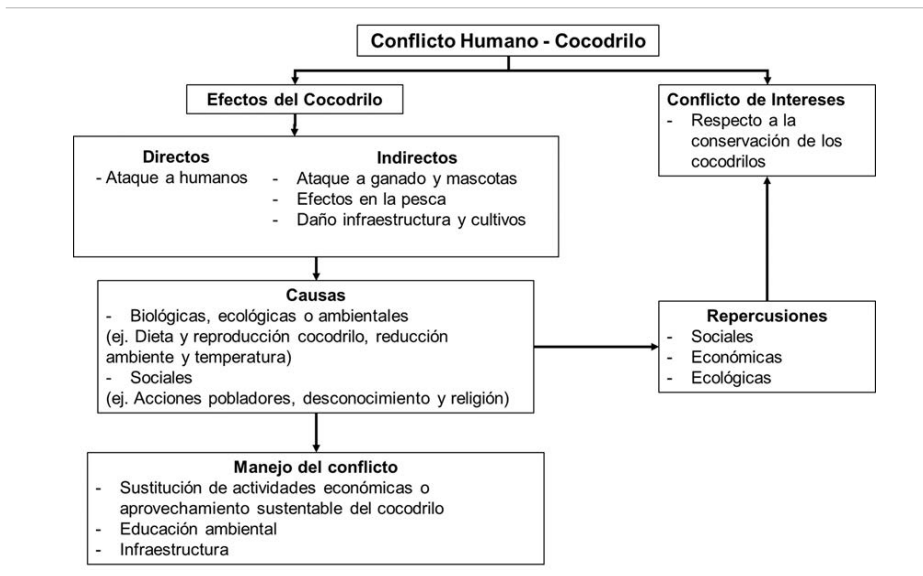 Conflicto Humano - Cocodrilo
Efectos del Cocodrilo
Directos
- Ataque a humanos
Indirectos
- Ataque a ganado y mascotas
- Efectos en la pesca
- Daño infraestructura y cultivos
Causas
- Biológicas, ecológicas o ambientales
(ej. Dieta y reproducción cocodrilo, reducción
ambiente y temperatura)
- Sociales
(ej. Acciones pobladores, desconocimiento y religión)
Manejo del conflicto
- Sustitución de actividades económicas o
aprovechamiento sustentable del cocodrilo
- Educación ambiental
- Infraestructura
Conflicto de Intereses
- Respecto a la
conservación de los
cocodrilos
Repercusiones
- Sociales
- Económicas
- Ecológicas